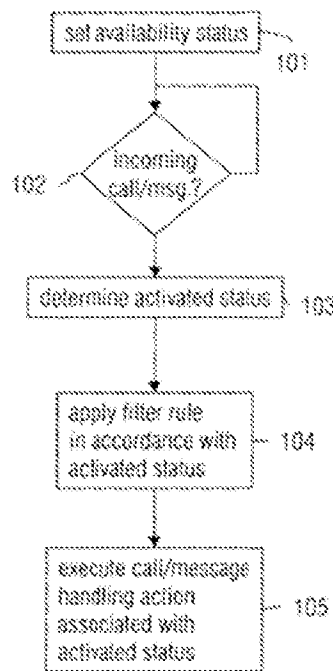 set availability status
101
incoming
call/msg.?
102
determine activated status
103
apply filter rule
in accordance with
activated status
104
execute call/message
handling action
associated with
activated status
105